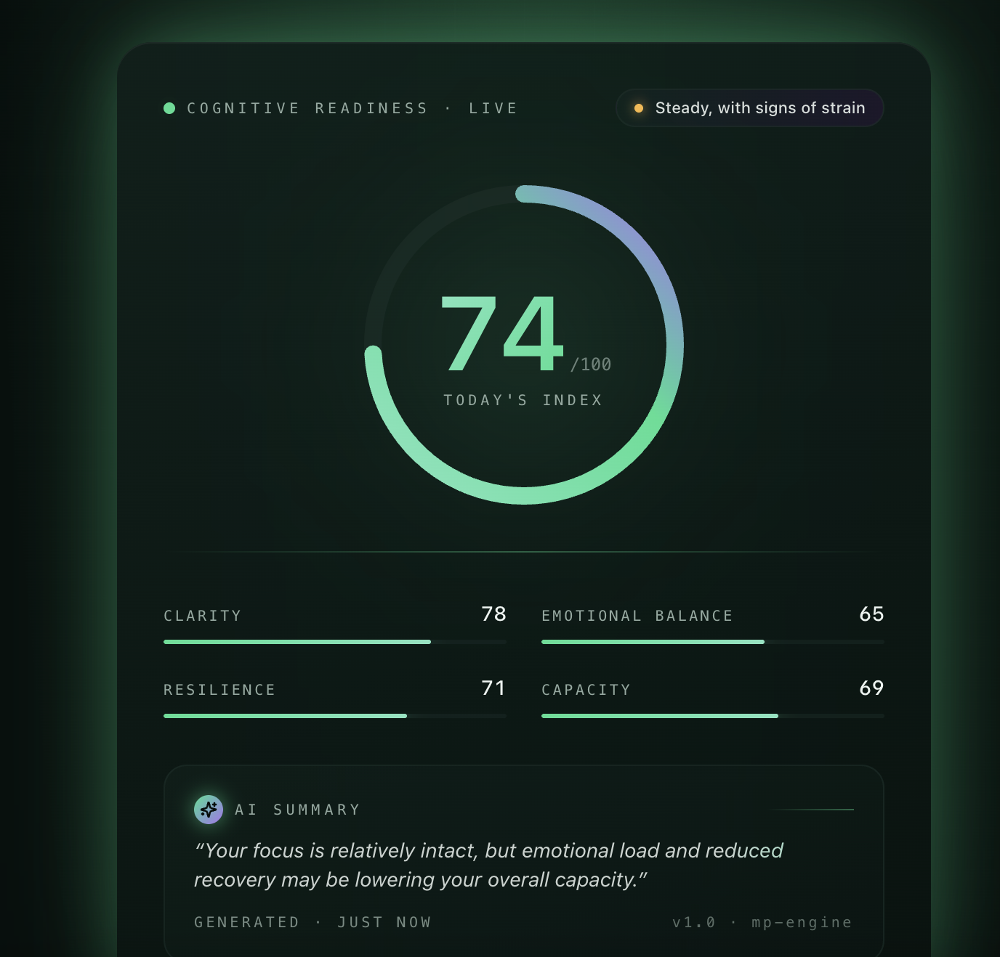 COGNITIVE READINESS · LIVE
Steady, with signs of strain
74 /100
TODAY'S INDEX
CLARITY 78
EMOTIONAL BALANCE 65
RESILIENCE 71
CAPACITY 69
AI SUMMARY
“Your focus is relatively intact, but emotional load and reduced
recovery may be lowering your overall capacity.”
GENERATED · JUST NOW
v1.0 · mp-engine